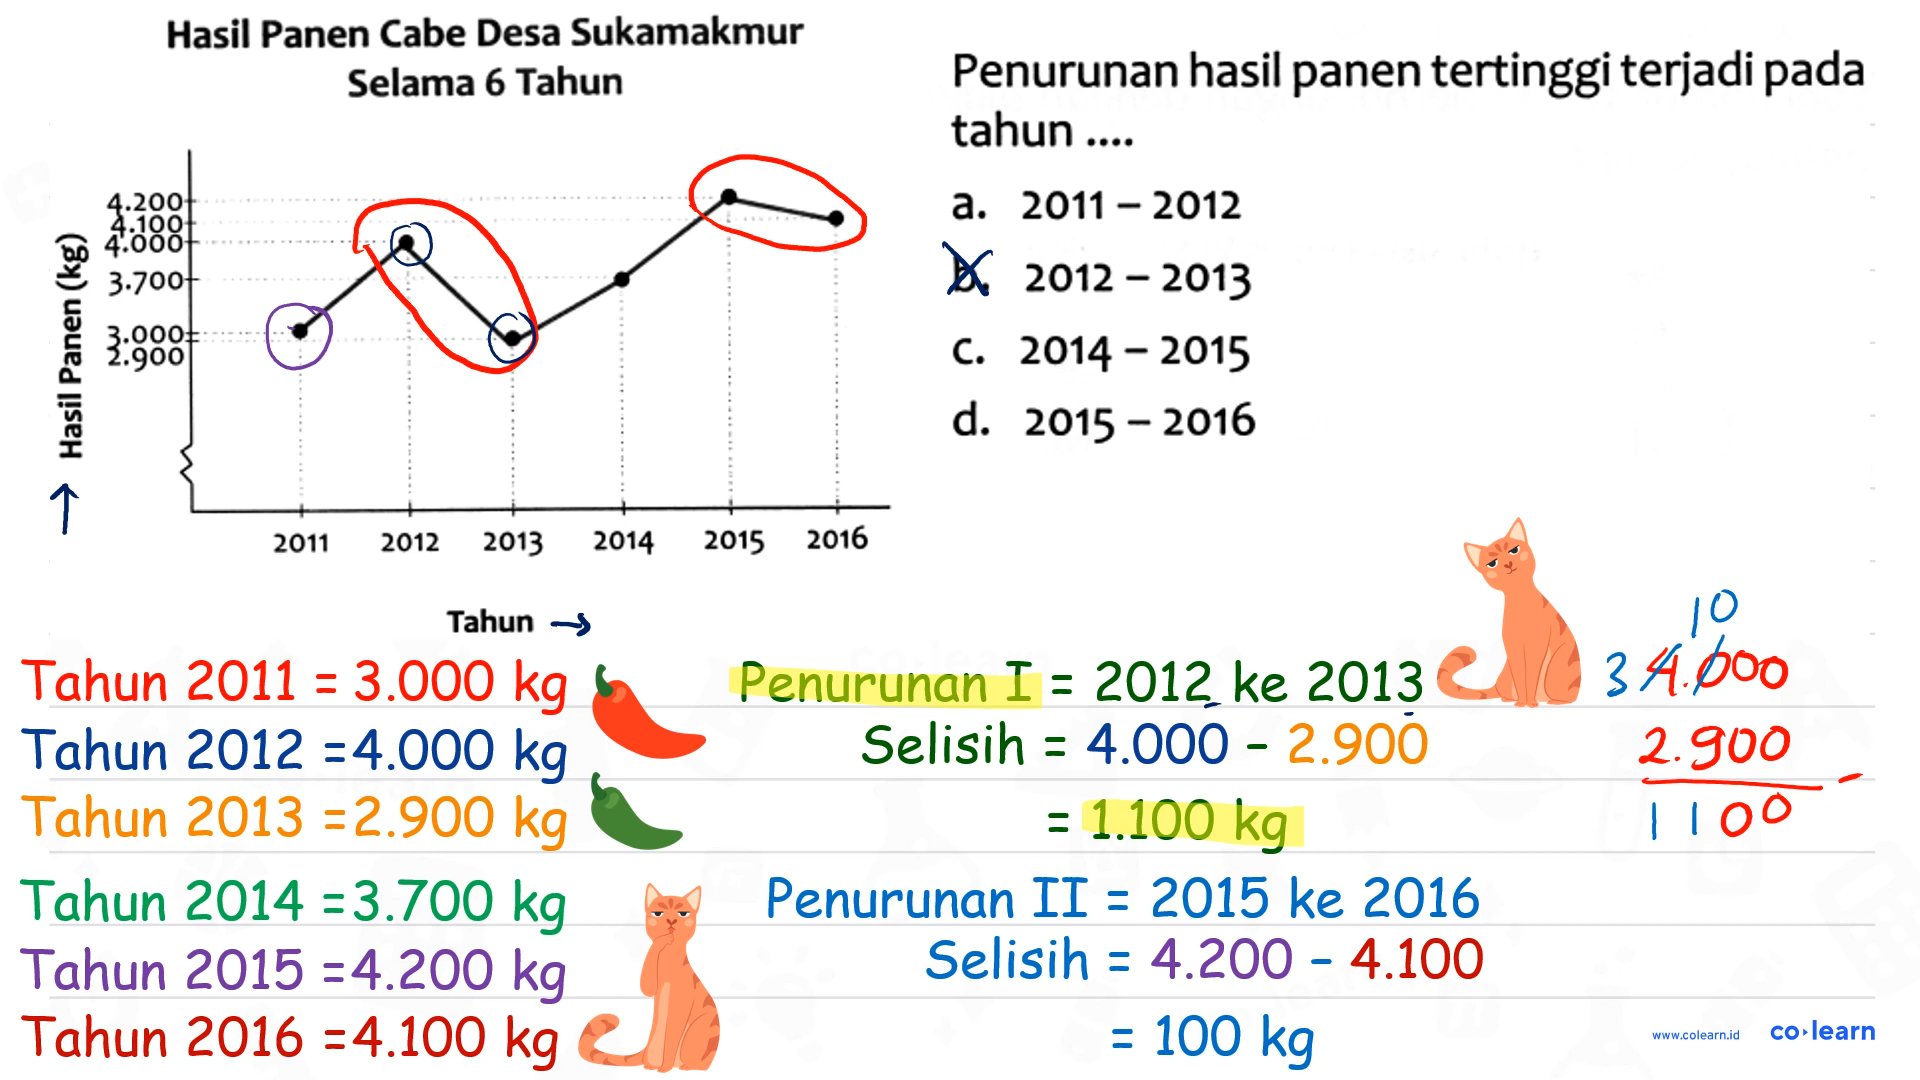 Hasil Panen Cabe Desa Sukamakmur
Selama 6 Tahun
Hasil Panen (kg)
4.200
4.100
4.000
3.700
3.000
2.900
2011 2012 2013 2014 2015 2016
Tahun →
Penurunan hasil panen tertinggi terjadi pada
tahun ....
a. 2011 – 2012
b. 2012 – 2013
c. 2014 – 2015
d. 2015 – 2016
Tahun 2011 = 3.000 kg
Tahun 2012 =4.000 kg
Tahun 2013 =2.900 kg
Tahun 2014 =3.700 kg
Tahun 2015 =4.200 kg
Tahun 2016 =4.100 kg
Penurunan I = 2012 ke 2013
Selisih = 4.000 - 2.900
= 1.100 kg
Penurunan II = 2015 ke 2016
Selisih = 4.200 - 4.100
= 100 kg
10
3 4.000
2.900 -
1100
www.colearn.id co learn